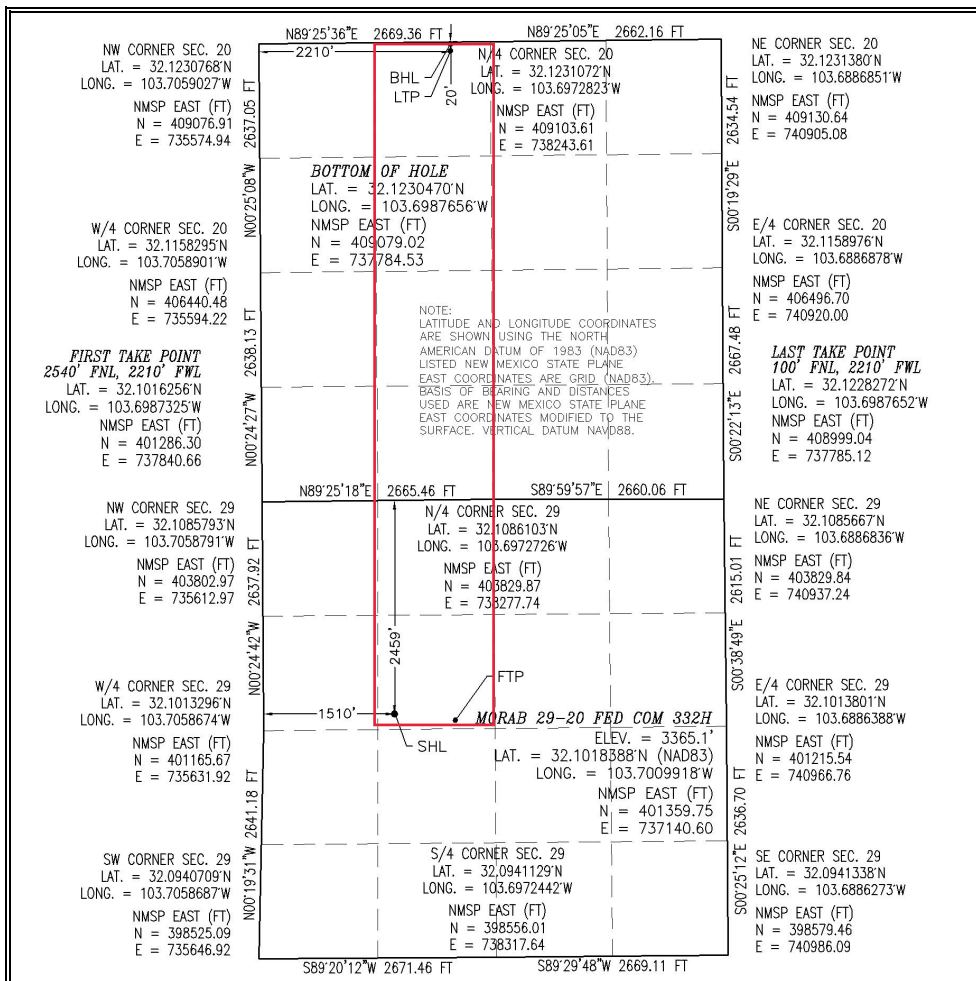 N89°25'36"E 2669.36 FT
N89°25'05"E 2662.16 FT
2210'
BHL
LTP
20'
NW CORNER SEC. 20
LAT. = 32.1230768°N
LONG. = 103.7059027°W
NMSP EAST (FT)
N = 409076.91
E = 735574.94
N/4 CORNER SEC. 20
LAT. = 32.1231072°N
LONG. = 103.6972823°W
NMSP EAST (FT)
N = 409103.61
E = 738243.61
NE CORNER SEC. 20
LAT. = 32.1231380°N
LONG. = 103.6886851°W
NMSP EAST (FT)
N = 409130.64
E = 740905.08
N00°25'08"W 2637.05 FT
S00°19'29"E 2634.54 FT
BOTTOM OF HOLE
LAT. = 32.1230470°N
LONG. = 103.6987656°W
NMSP EAST (FT)
N = 409079.02
E = 737784.53
W/4 CORNER SEC. 20
LAT. = 32.1158295°N
LONG. = 103.7058901°W
NMSP EAST (FT)
N = 406440.48
E = 735594.22
E/4 CORNER SEC. 20
LAT. = 32.1158976°N
LONG. = 103.6886878°W
NMSP EAST (FT)
N = 406496.70
E = 740920.00
NOTE:
LATITUDE AND LONGITUDE COORDINATES
ARE SHOWN USING THE NORTH
AMERICAN DATUM OF 1983 (NAD83)
LISTED NEW MEXICO STATE PLANE
EAST COORDINATES ARE GRID (NAD83).
BASIS OF BEARING AND DISTANCES
USED ARE NEW MEXICO STATE PLANE
EAST COORDINATES MODIFIED TO THE
SURFACE. VERTICAL DATUM NAVD88.
FIRST TAKE POINT
2540' FNL, 2210' FWL
LAT. = 32.1016256°N
LONG. = 103.6987325°W
NMSP EAST (FT)
N = 401286.30
E = 737840.66
LAST TAKE POINT
100' FNL, 2210' FWL
LAT. = 32.1228272°N
LONG. = 103.6987652°W
NMSP EAST (FT)
N = 408999.04
E = 737785.12
N00°24'27"W 2638.13 FT
S00°22'13"E 2667.48 FT
N89°25'18"E 2665.46 FT
S89°59'57"E 2660.06 FT
NW CORNER SEC. 29
LAT. = 32.1085793°N
LONG. = 103.7058791°W
NMSP EAST (FT)
N = 403802.97
E = 735612.97
N/4 CORNER SEC. 29
LAT. = 32.1086103°N
LONG. = 103.6972726°W
NMSP EAST (FT)
N = 403829.87
E = 738277.74
NE CORNER SEC. 29
LAT. = 32.1085667°N
LONG. = 103.6886836°W
NMSP EAST (FT)
N = 403829.84
E = 740937.24
N00°24'42"W 2637.92 FT
S00°38'49"E 2615.01 FT
2459'
FTP
1510'
SHL
W/4 CORNER SEC. 29
LAT. = 32.1013296°N
LONG. = 103.7058674°W
NMSP EAST (FT)
N = 401165.67
E = 735631.92
MORAB 29-20 FED COM 332H
ELEV. = 3365.1'
LAT. = 32.1018388°N (NAD83)
LONG. = 103.7009918°W
NMSP EAST (FT)
N = 401359.75
E = 737140.60
E/4 CORNER SEC. 29
LAT. = 32.1013801°N
LONG. = 103.6886388°W
NMSP EAST (FT)
N = 401215.54
E = 740966.76
N00°19'31"W 2641.18 FT
S00°25'12"E 2636.70 FT
SW CORNER SEC. 29
LAT. = 32.0940709°N
LONG. = 103.7058687°W
NMSP EAST (FT)
N = 398525.09
E = 735646.92
S/4 CORNER SEC. 29
LAT. = 32.0941129°N
LONG. = 103.6972442°W
NMSP EAST (FT)
N = 398556.01
E = 738317.64
SE CORNER SEC. 29
LAT. = 32.0941338°N
LONG. = 103.6886273°W
NMSP EAST (FT)
N = 398579.46
E = 740986.09
S89°20'12"W 2671.46 FT
S89°29'48"W 2669.11 FT